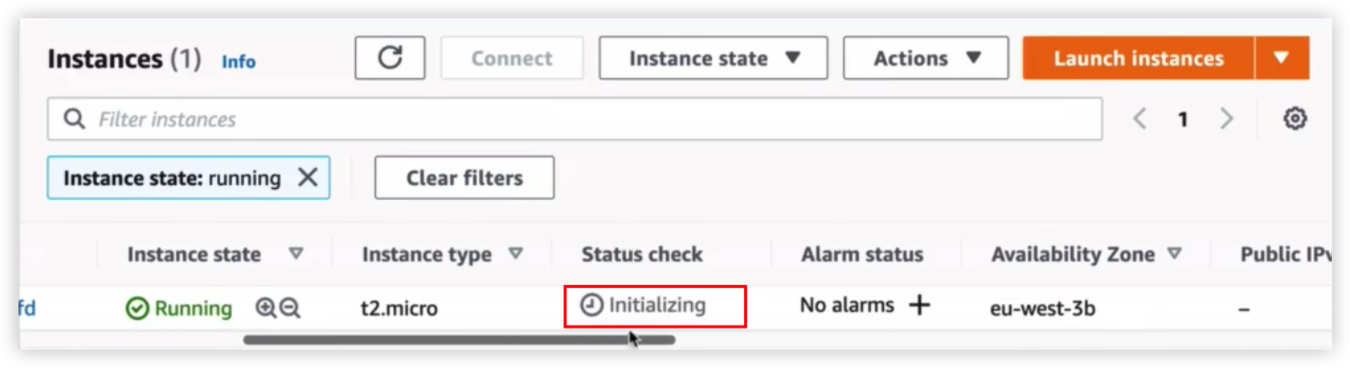 Instances (1) Info Connect Instance state Actions Launch instances
Filter instances 1
Instance state: running Clear filters
Instance state Instance type Status check Alarm status Availability Zone Public IPv
fd Running t2.micro Initializing No alarms + eu-west-3b –